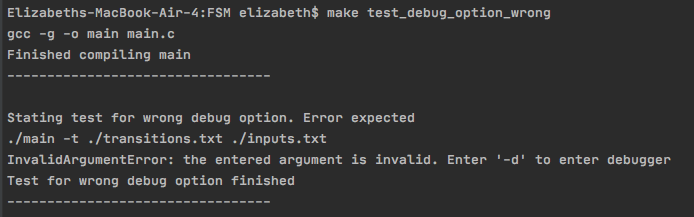 Elizabeths-MacBook-Air-4:FSM elizabeth$ make test_debug_option_wrong
gcc -g -o main main.c
Finished compiling main
--------------------------------
Stating test for wrong debug option. Error expected
./main -t ./transitions.txt ./inputs.txt
InvalidArgumentError: the entered argument is invalid. Enter '-d' to enter debugger
Test for wrong debug option finished
--------------------------------